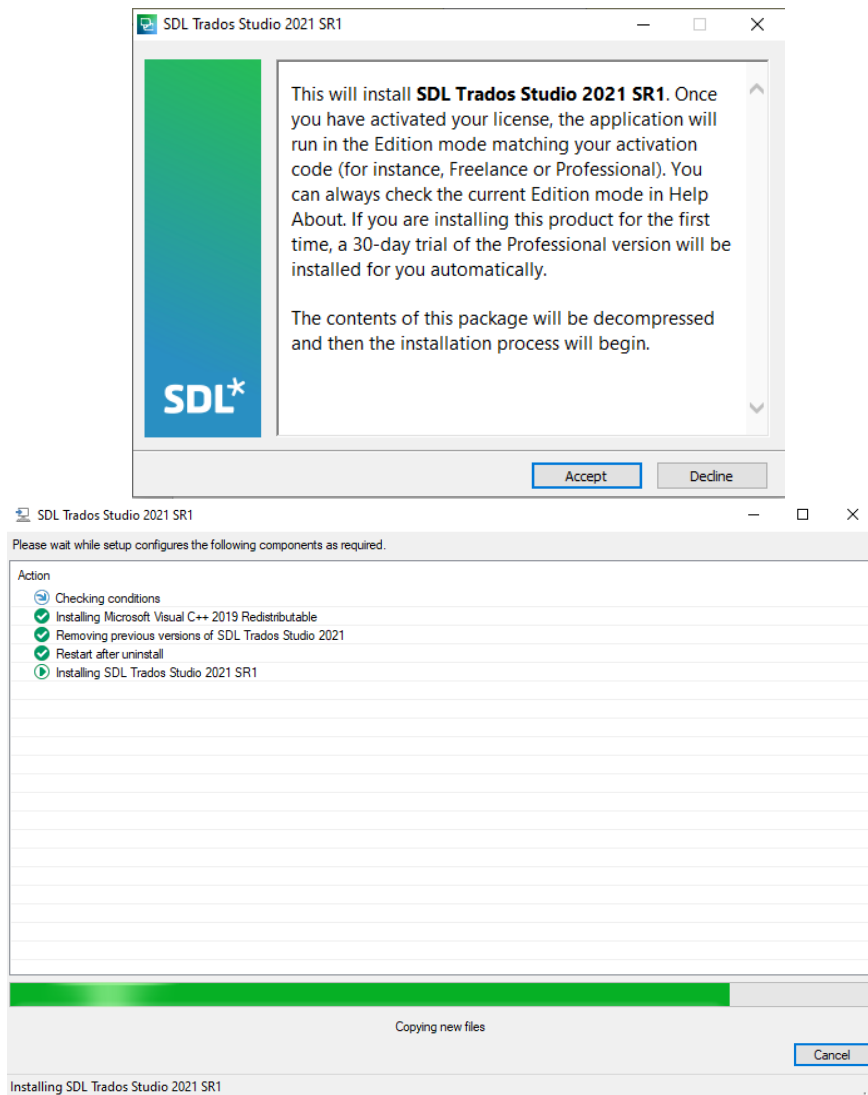 SDL Trados Studio 2021 SR1
This will install SDL Trados Studio 2021 SR1. Once
you have activated your license, the application will
run in the Edition mode matching your activation
code (for instance, Freelance or Professional). You
can always check the current Edition mode in Help
About. If you are installing this product for the first
time, a 30-day trial of the Professional version will be
installed for you automatically.
The contents of this package will be decompressed
and then the installation process will begin.
SDL*
Accept Decline
SDL Trados Studio 2021 SR1
Please wait while setup configures the following components as required.
Action
Checking conditions
Installing Microsoft Visual C++ 2019 Redistributable
Removing previous versions of SDL Trados Studio 2021
Restart after uninstall
Installing SDL Trados Studio 2021 SR1
Copying new files
Cancel
Installing SDL Trados Studio 2021 SR1